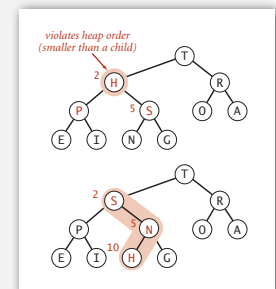 violates heap order
(smaller than a child)
T
2 H R
P 5 S O A
E I N G
T
2 S R
P 5 N O A
E I 10 H G